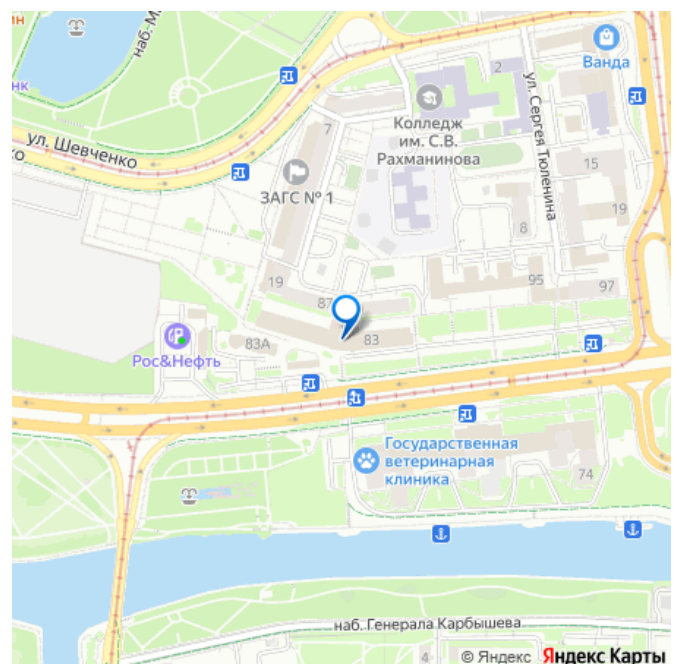 ин
наб. М
нк
ул. Шевченко
ко
Ванда
2
ул. Сергея Тюленина
Колледж
им. С.В.
Рахманинова
7
ЗАГС № 1
15
19
8
19
87
95
97
83А
83
Рос&Нефть
Государственная
ветеринарная
клиника
74
наб. Генерала Карбышева
4
© Яндекс Яндекс Карты